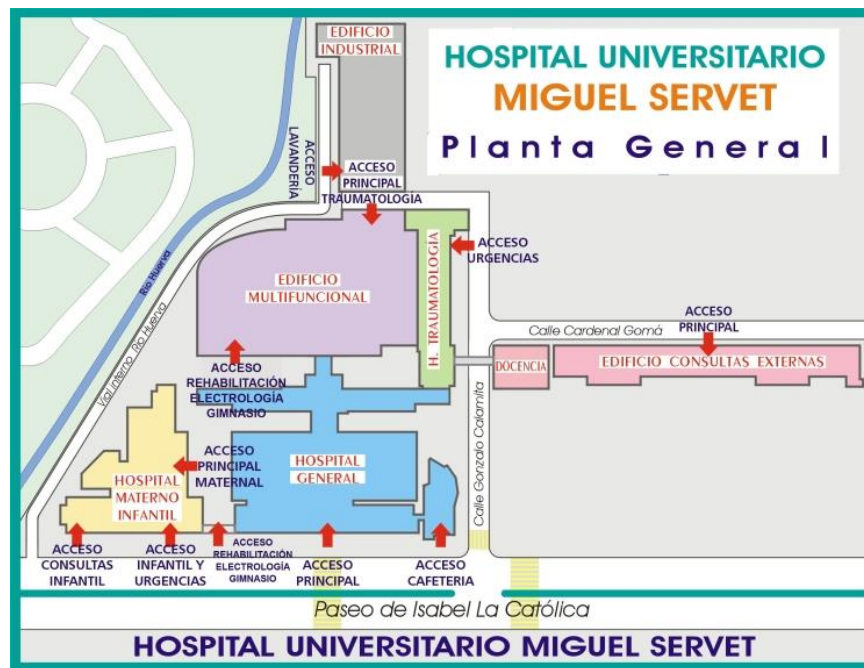 EDIFICIO
INDUSTRIAL
HOSPITAL UNIVERSITARIO
MIGUEL SERVET
Planta General
ACCESO
LAVANDERÍA
ACCESO
PRINCIPAL
TRAUMATOLOGÍA
ACCESO
URGENCIAS
H. TRAUMATOLOGÍA
EDIFICIO
MULTIFUNCIONAL
Río Huerva
Vial interno Río Huerva
ACCESO
PRINCIPAL
Calle Cardenal Gomá
DOCENCIA
EDIFICIO CONSULTAS EXTERNAS
ACCESO
REHABILITACIÓN
ELECTROLOGÍA
GIMNASIO
Calle Gonzalo Calamita
ACCESO
PRINCIPAL
MATERNAL
HOSPITAL
GENERAL
HOSPITAL
MATERNO
INFANTIL
ACCESO
CONSULTAS
INFANTIL
ACCESO
INFANTIL Y
URGENCIAS
ACCESO
REHABILITACIÓN
ELECTROLOGÍA
GIMNASIO
ACCESO
PRINCIPAL
ACCESO
CAFETERIA
Paseo de Isabel La Católica
HOSPITAL UNIVERSITARIO MIGUEL SERVET